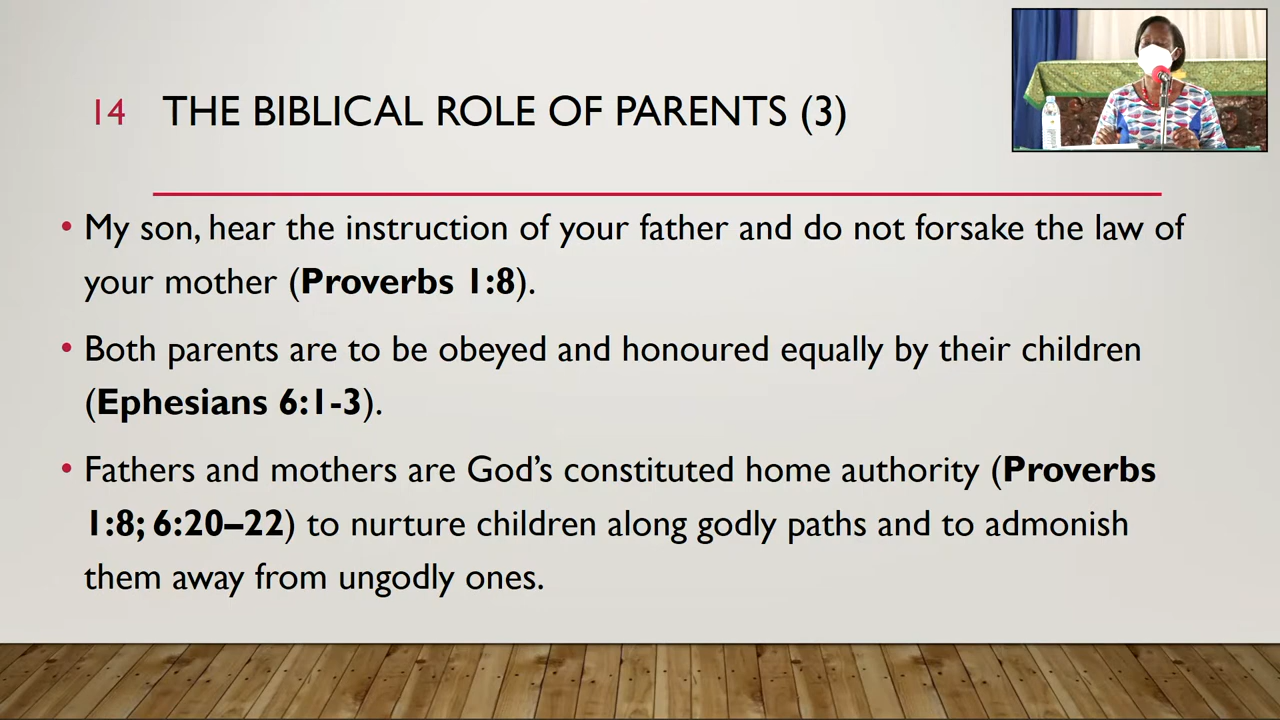 14 THE BIBLICAL ROLE OF PARENTS (3)
• My son, hear the instruction of your father and do not forsake the law of
your mother (Proverbs 1:8).
• Both parents are to be obeyed and honoured equally by their children
(Ephesians 6:1-3).
• Fathers and mothers are God’s constituted home authority (Proverbs
1:8; 6:20–22) to nurture children along godly paths and to admonish
them away from ungodly ones.